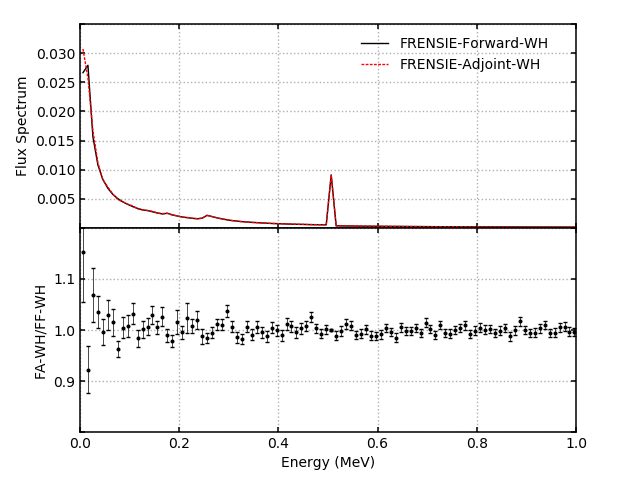 FRENSIE-Forward-WH
FRENSIE-Adjoint-WH
Flux Spectrum
0.030
0.025
0.020
0.015
0.010
0.005
FA-WH/FF-WH
1.1
1.0
0.9
0.0 0.2 0.4 0.6 0.8 1.0
Energy (MeV)